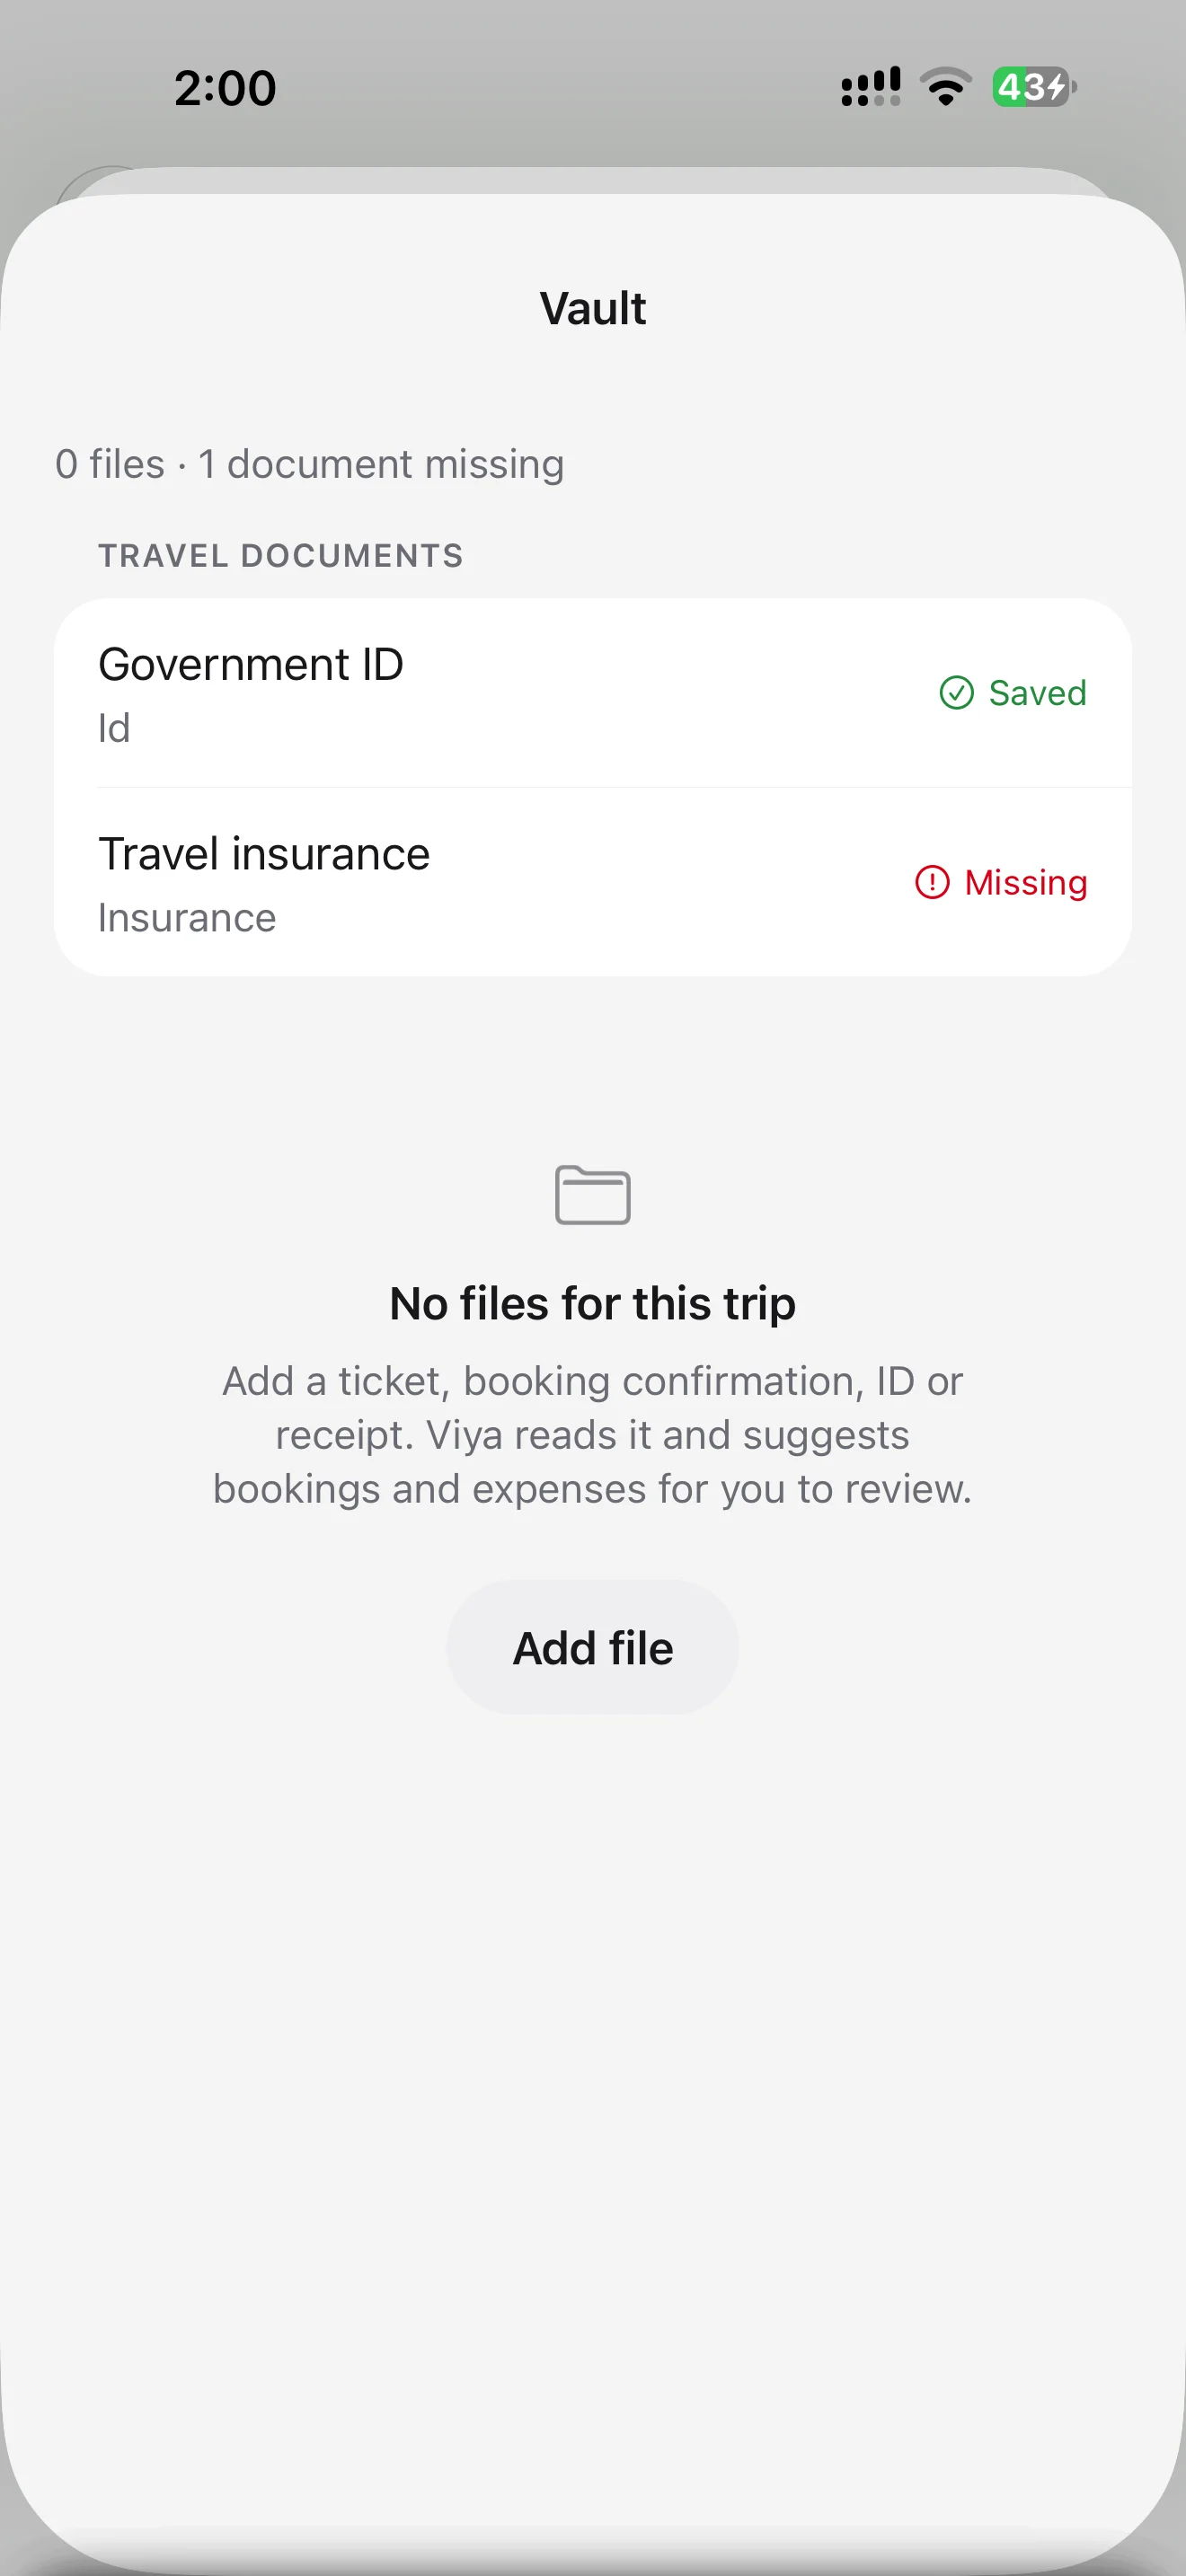 2:00
43
Vault
0 files · 1 document missing
TRAVEL DOCUMENTS
Government ID
Id
Saved
Travel insurance
Insurance
Missing
No files for this trip
Add a ticket, booking confirmation, ID or
receipt. Viya reads it and suggests
bookings and expenses for you to review.
Add file